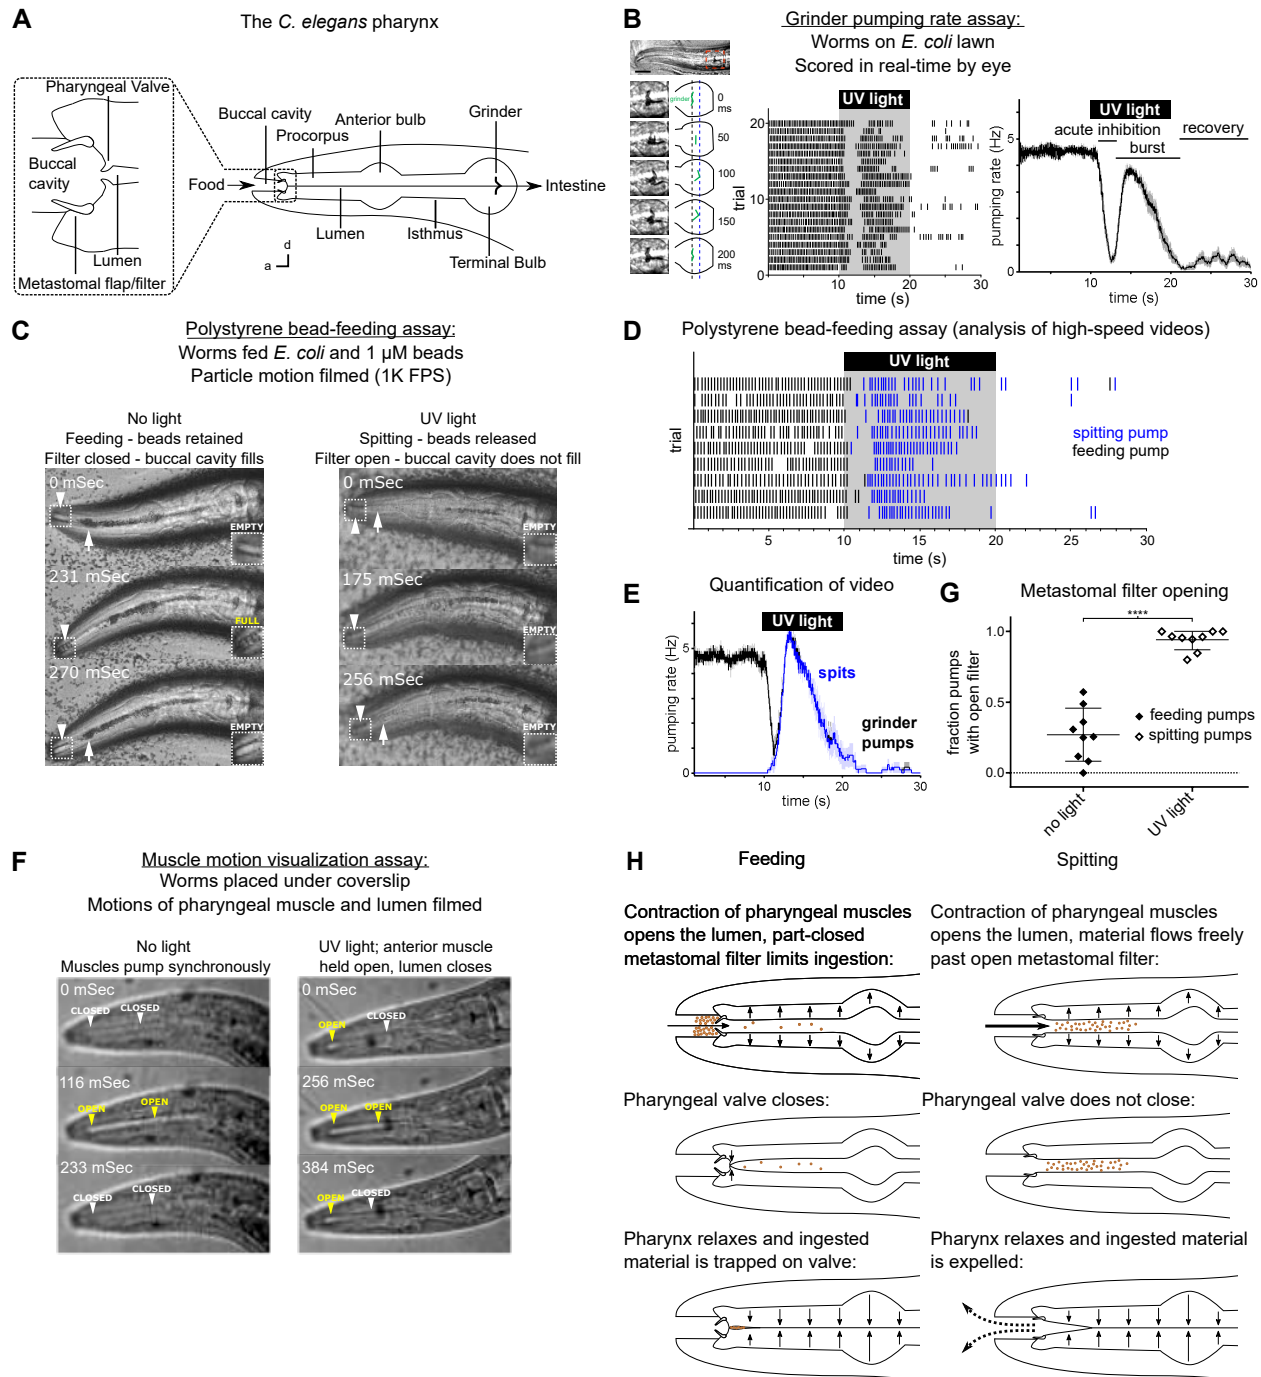 A
The C. elegans pharynx
Pharyngeal Valve
Buccal
cavity
Lumen
Metastomal flap/filter
Buccal cavity
Procorpus
Anterior bulb
Grinder
Food
Intestine
Lumen
Isthmus
Terminal Bulb
d
a
B
Grinder pumping rate assay:
Worms on E. coli lawn
Scored in real-time by eye
grinder
0
ms
50
100
150
200
ms
UV light
trial
20
10
0
0
10
20
30
time (s)
UV light
acute inhibition
burst
recovery
pumping rate (Hz)
5
0
0
10
20
30
time (s)
C
Polystyrene bead-feeding assay:
Worms fed E. coli and 1 µM beads
Particle motion filmed (1K FPS)
No light
Feeding - beads retained
Filter closed - buccal cavity fills
0 mSec
EMPTY
231 mSec
FULL
270 mSec
EMPTY
UV light
Spitting - beads released
Filter open - buccal cavity does not fill
0 mSec
EMPTY
175 mSec
EMPTY
256 mSec
EMPTY
D
Polystyrene bead-feeding assay (analysis of high-speed videos)
UV light
trial
spitting pump
feeding pump
5
10
15
20
25
30
time (s)
E
Quantification of video
UV light
pumping rate (Hz)
5
0
spits
grinder
pumps
0
10
20
30
time (s)
G
Metastomal filter opening
****
fraction pumps
with open filter
1.0
0.5
0.0
feeding pumps
spitting pumps
no light
UV light
F
Muscle motion visualization assay:
Worms placed under coverslip
Motions of pharyngeal muscle and lumen filmed
No light
Muscles pump synchronously
0 mSec
CLOSED
CLOSED
116 mSec
OPEN
OPEN
233 mSec
CLOSED
CLOSED
UV light; anterior muscle
held open, lumen closes
0 mSec
OPEN
CLOSED
256 mSec
OPEN
OPEN
384 mSec
OPEN
CLOSED
H
Feeding
Contraction of pharyngeal muscles
opens the lumen, part-closed
metastomal filter limits ingestion:
Pharyngeal valve closes:
Pharynx relaxes and ingested
material is trapped on valve:
Spitting
Contraction of pharyngeal muscles
opens the lumen, material flows freely
past open metastomal filter:
Pharyngeal valve does not close:
Pharynx relaxes and ingested material
is expelled: